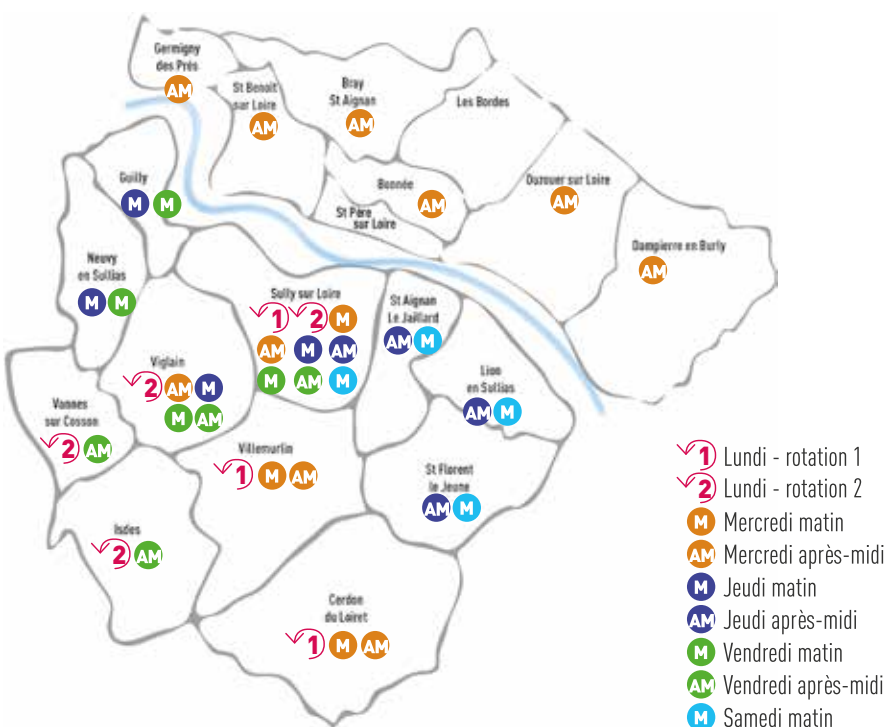 Germigny
des Prés
AM
St Benoit
sur Loire
AM
Bray
St Aignan
AM
Les Bordes
Bonnée
AM
Ouzouer sur Loire
AM
St Père
sur Loire
Dampierre en Burly
AM
Guilly
M M
Neuvy
en Sullias
M M
Sully sur Loire
1 2 M
AM M AM
M AM M
St Aignan
Le Jaillard
AM M
Viglain
2 AM M
M AM
Lion
en Sullias
AM M
Vannes
sur Cosson
2 AM
Villemurlin
1 M AM
St Florent
le Jeune
AM M
Isdes
2 AM
Cerdon
du Loiret
1 M AM
1 Lundi - rotation 1
2 Lundi - rotation 2
M Mercredi matin
AM Mercredi après-midi
M Jeudi matin
AM Jeudi après-midi
M Vendredi matin
AM Vendredi après-midi
M Samedi matin